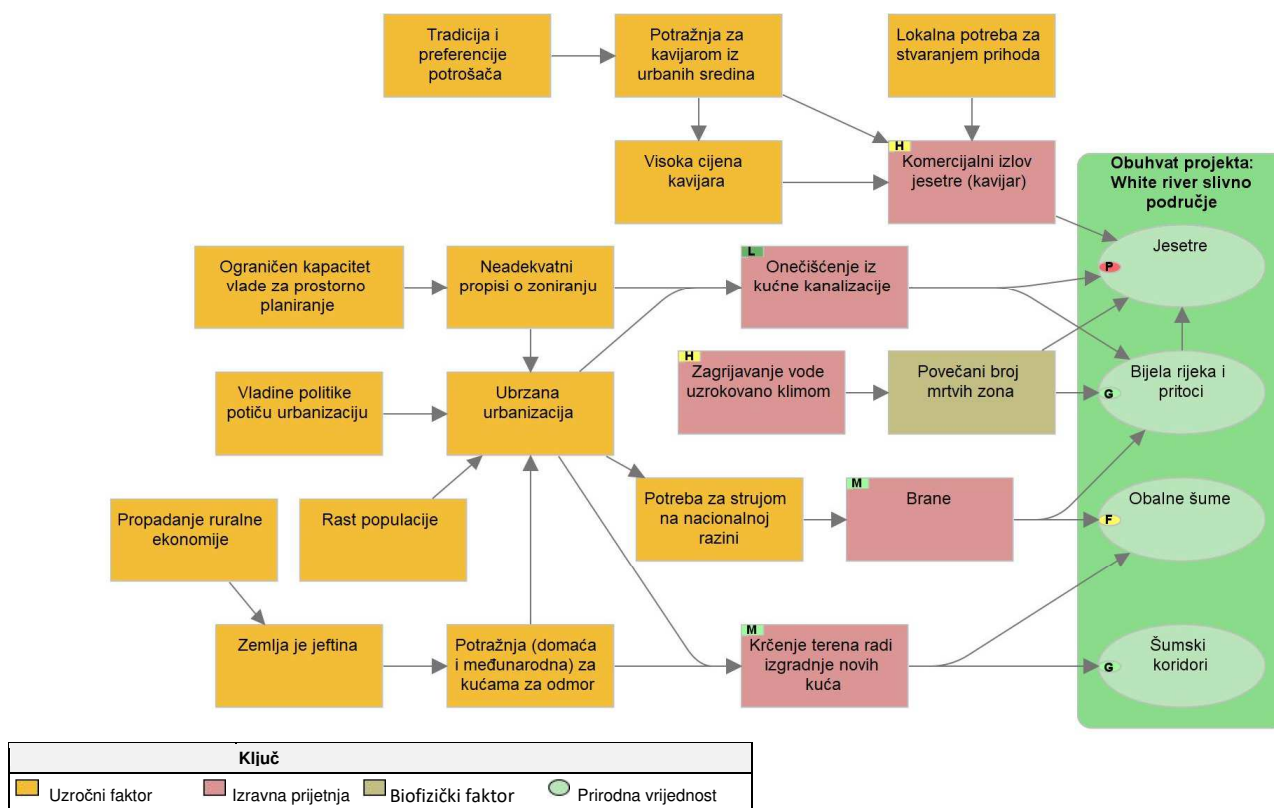 Tradicija i
preferencije
potrošača
Potražnja za
kavijarom iz
urbanih sredina
Lokalna potreba za
stvaranjem prihoda
Visoka cijena
kavijara
H
Komercijalni izlov
jesetre (kavijar)
Obuhvat projekta:
White river slivno
područje
Jesetre
P
Ograničen kapacitet
vlade za prostorno
planiranje
Neadekvatni
propisi o zoniranju
L
Onečišćenje iz
kućne kanalizacije
Vladine politike
potiču urbanizaciju
Ubrzana
urbanizacija
H
Zagrijavanje vode
uzrokovano klimom
Povečani broj
mrtvih zona
Bijela rijeka i
pritoci
G
Propadanje ruralne
ekonomije
Rast populacije
Potreba za strujom
na nacionalnoj
razini
M
Brane
Obalne šume
F
Zemlja je jeftina
Potražnja (domaća
i međunarodna) za
kućama za odmor
M
Krčenje terena radi
izgradnje novih
kuća
Šumski
koridori
G
Ključ
Uzročni faktor
Izravna prijetnja
Biofizički faktor
Prirodna vrijednost